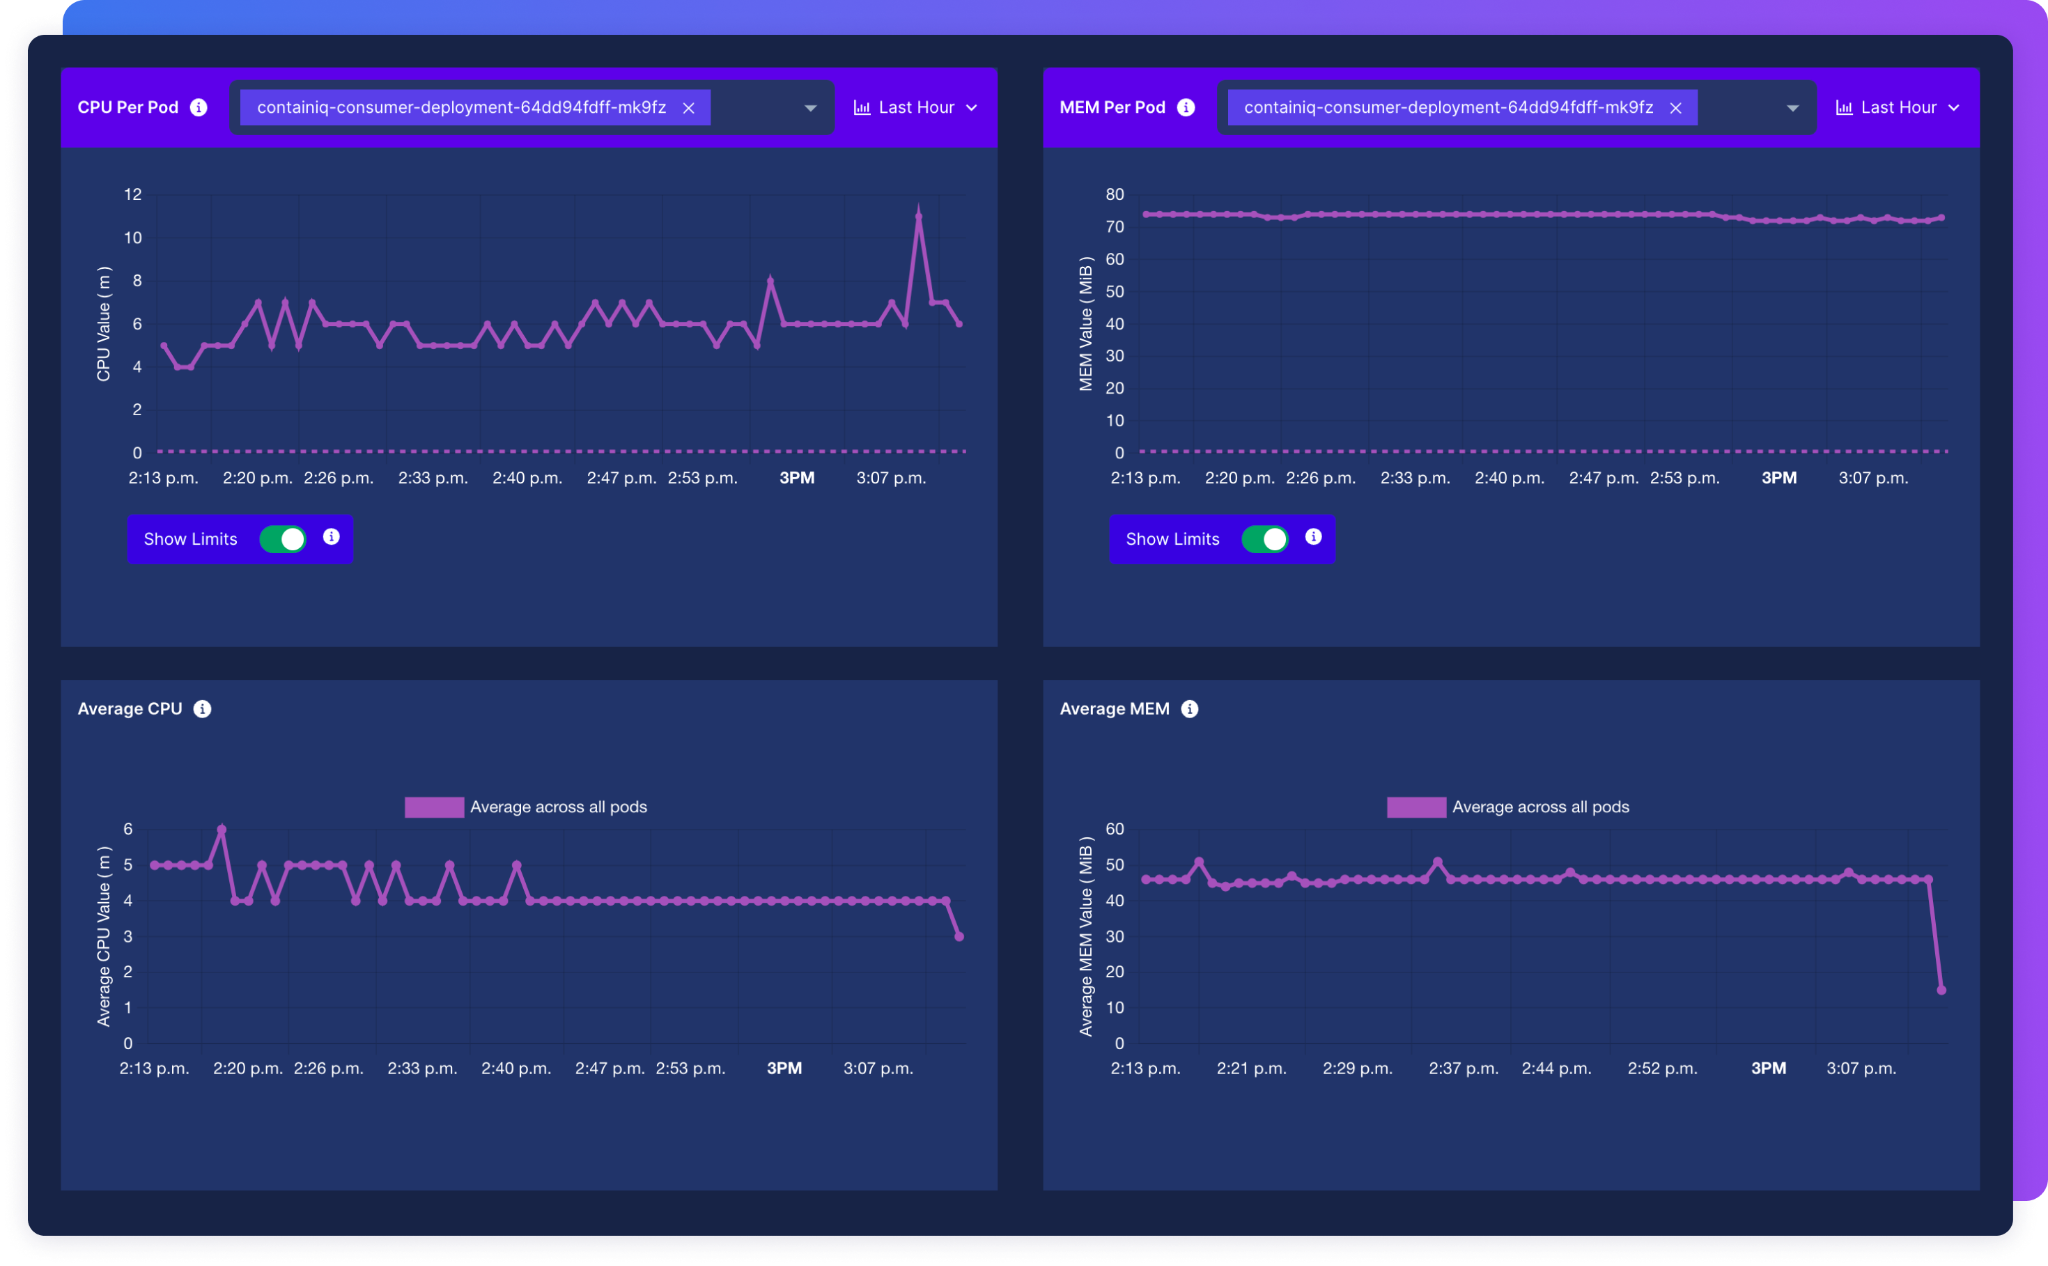 CPU Per Pod
containiq-consumer-deployment-64dd94fdff-mk9fz
Last Hour
12
10
8
6
4
2
0
CPU Value ( m )
2:13 p.m. 2:20 p.m. 2:26 p.m. 2:33 p.m. 2:40 p.m. 2:47 p.m. 2:53 p.m. 3PM 3:07 p.m.
Show Limits
MEM Per Pod
containiq-consumer-deployment-64dd94fdff-mk9fz
Last Hour
80
70
60
50
40
30
20
10
0
MEM Value ( MiB )
2:13 p.m. 2:20 p.m. 2:26 p.m. 2:33 p.m. 2:40 p.m. 2:47 p.m. 2:53 p.m. 3PM 3:07 p.m.
Show Limits
Average CPU
Average across all pods
6
5
4
3
2
1
0
Average CPU Value ( m )
2:13 p.m. 2:20 p.m. 2:26 p.m. 2:33 p.m. 2:40 p.m. 2:47 p.m. 2:53 p.m. 3PM 3:07 p.m.
Average MEM
Average across all pods
60
50
40
30
20
10
0
Average MEM Value ( MiB )
2:13 p.m. 2:21 p.m. 2:29 p.m. 2:37 p.m. 2:44 p.m. 2:52 p.m. 3PM 3:07 p.m.